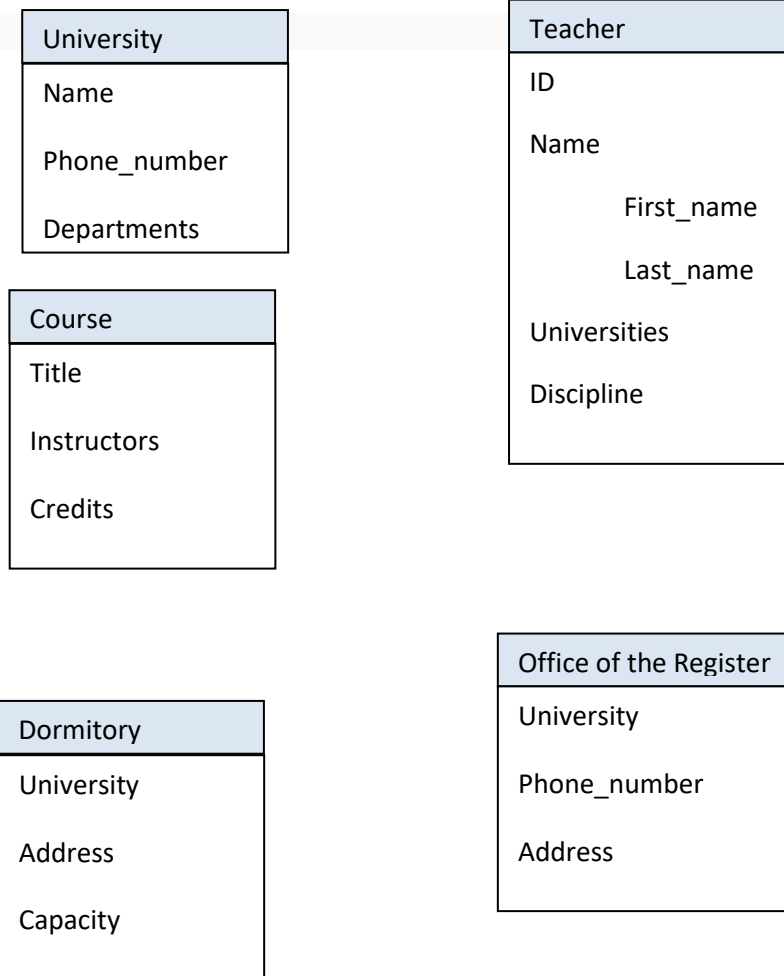 University
Name
Phone_number
Departments
Teacher
ID
Name
First_name
Last_name
Universities
Discipline
Course
Title
Instructors
Credits
Office of the Register
University
Phone_number
Address
Dormitory
University
Address
Capacity